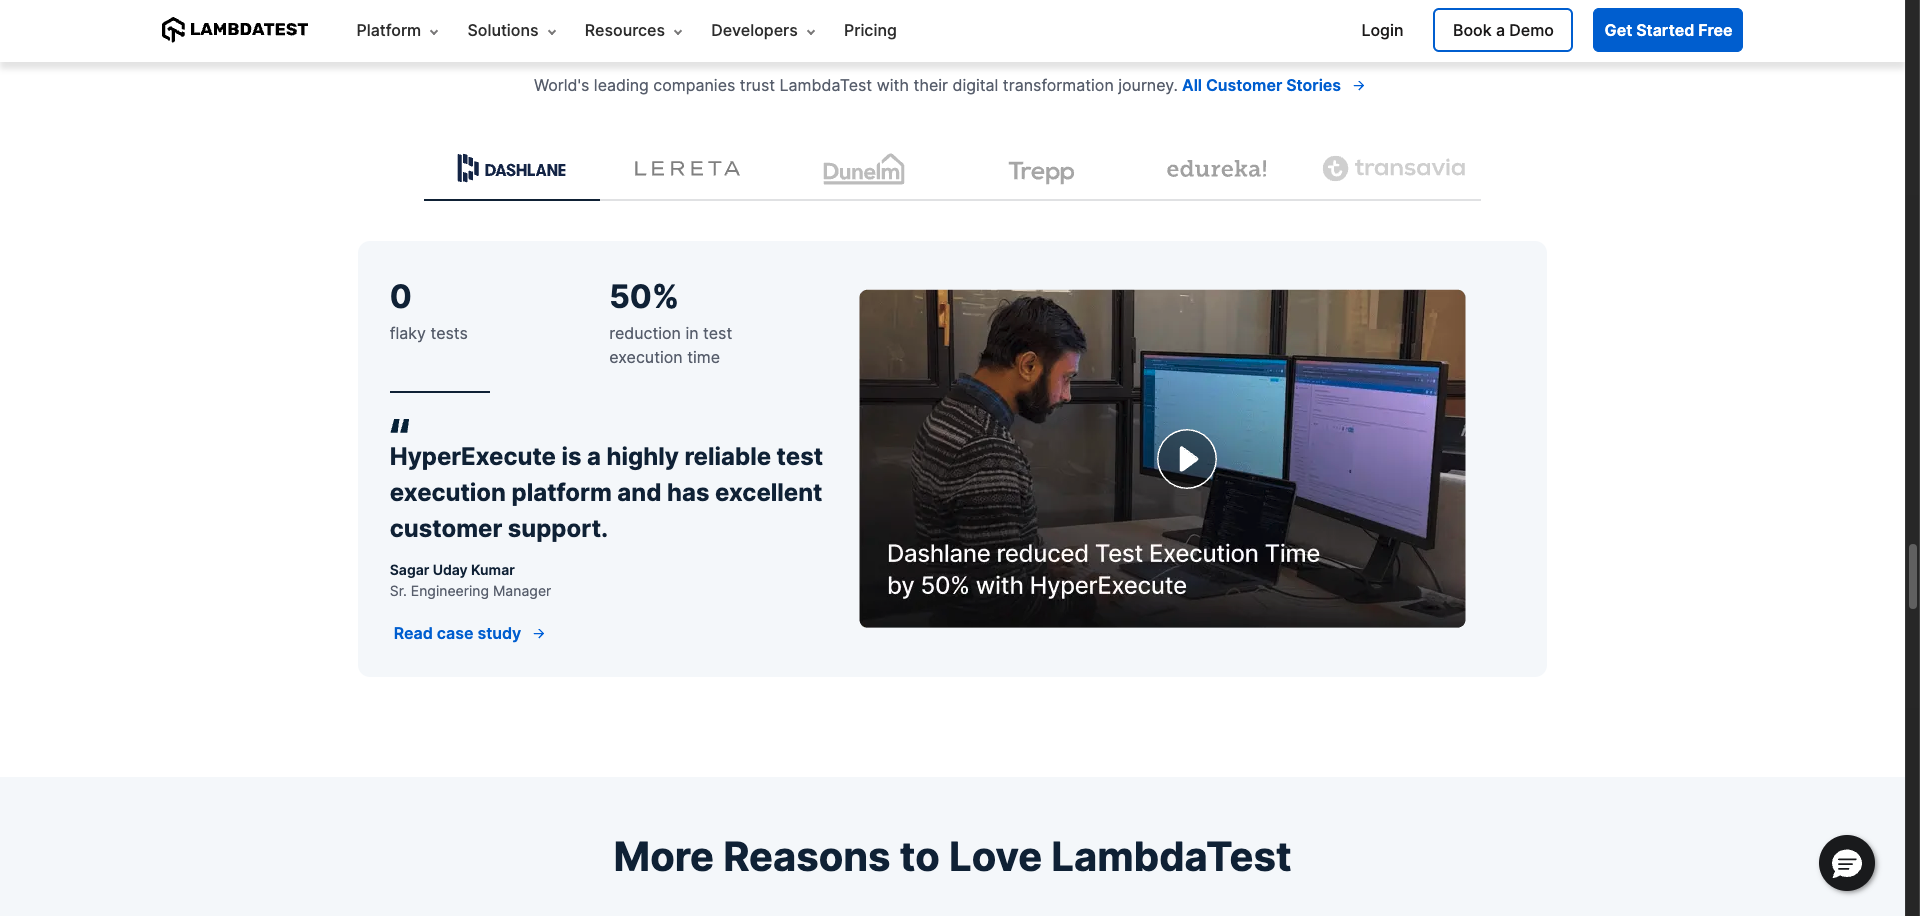 LAMBDATEST Platform Solutions Resources Developers Pricing Login Book a Demo Get Started Free
World's leading companies trust LambdaTest with their digital transformation journey. All Customer Stories →
DASHLANE LERETA Dunelm Trepp edureka! transavia
0 50%
flaky tests reduction in test
execution time
"
HyperExecute is a highly reliable test
execution platform and has excellent
customer support.
Sagar Uday Kumar
Sr. Engineering Manager
Read case study →
Dashlane reduced Test Execution Time
by 50% with HyperExecute
More Reasons to Love LambdaTest